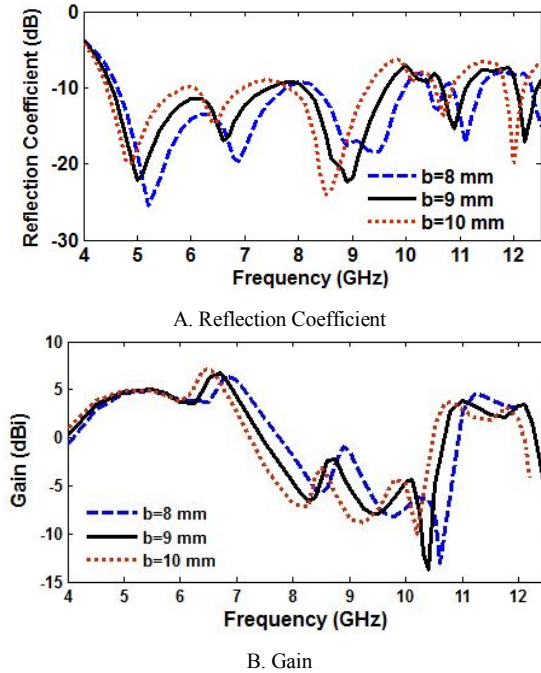 0
-10
-20
-30
Reflection Coefficient (dB)
b=8 mm
b=9 mm
b=10 mm
4 5 6 7 8 9 10 11 12
Frequency (GHz)
A. Reflection Coefficient
10
5
0
-5
-10
-15
Gain (dBi)
b=8 mm
b=9 mm
b=10 mm
4 5 6 7 8 9 10 11 12
Frequency (GHz)
B. Gain